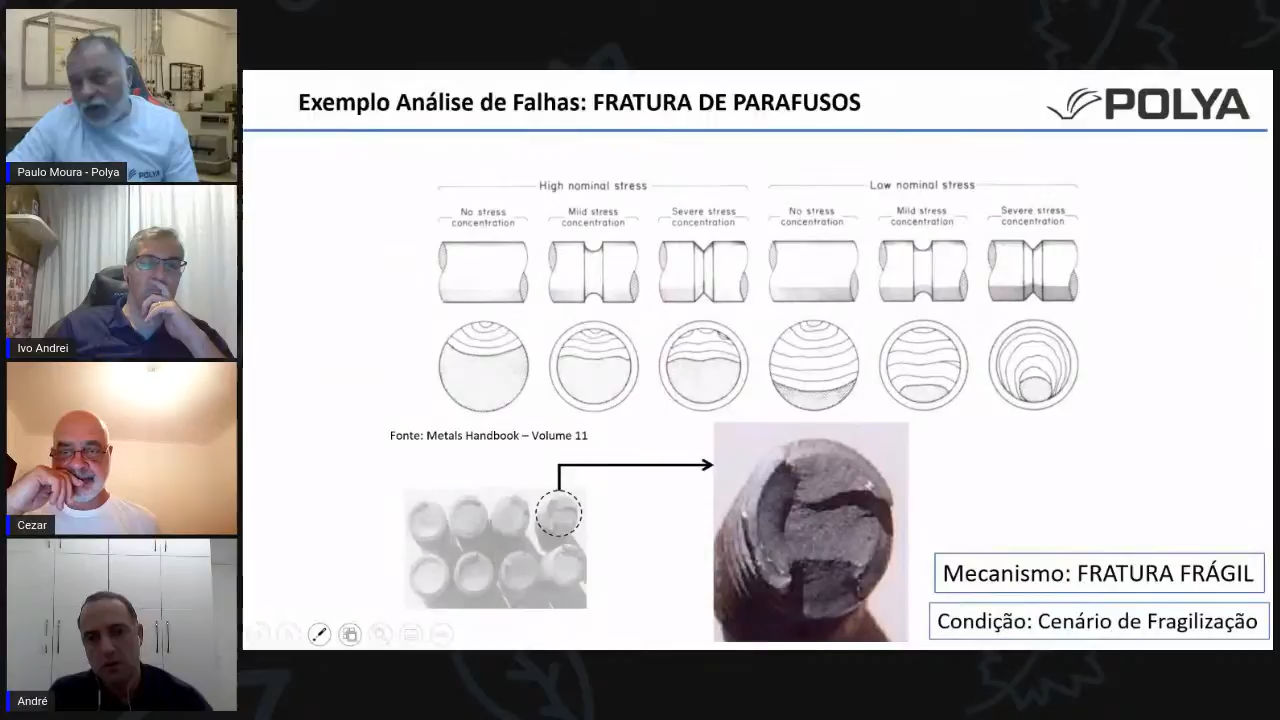 Exemplo Análise de Falhas: FRATURA DE PARAFUSOS
POLYA
High nominal stress
Low nominal stress
No stress
concentration
Mild stress
concentration
Severe stress
concentration
No stress
concentration
Mild stress
concentration
Severe stress
concentration
Fonte: Metals Handbook – Volume 11
Mecanismo: FRATURA FRÁGIL
Condição: Cenário de Fragilização
POLYA
Paulo Moura - Polya
Ivo Andrei
Cezar
André